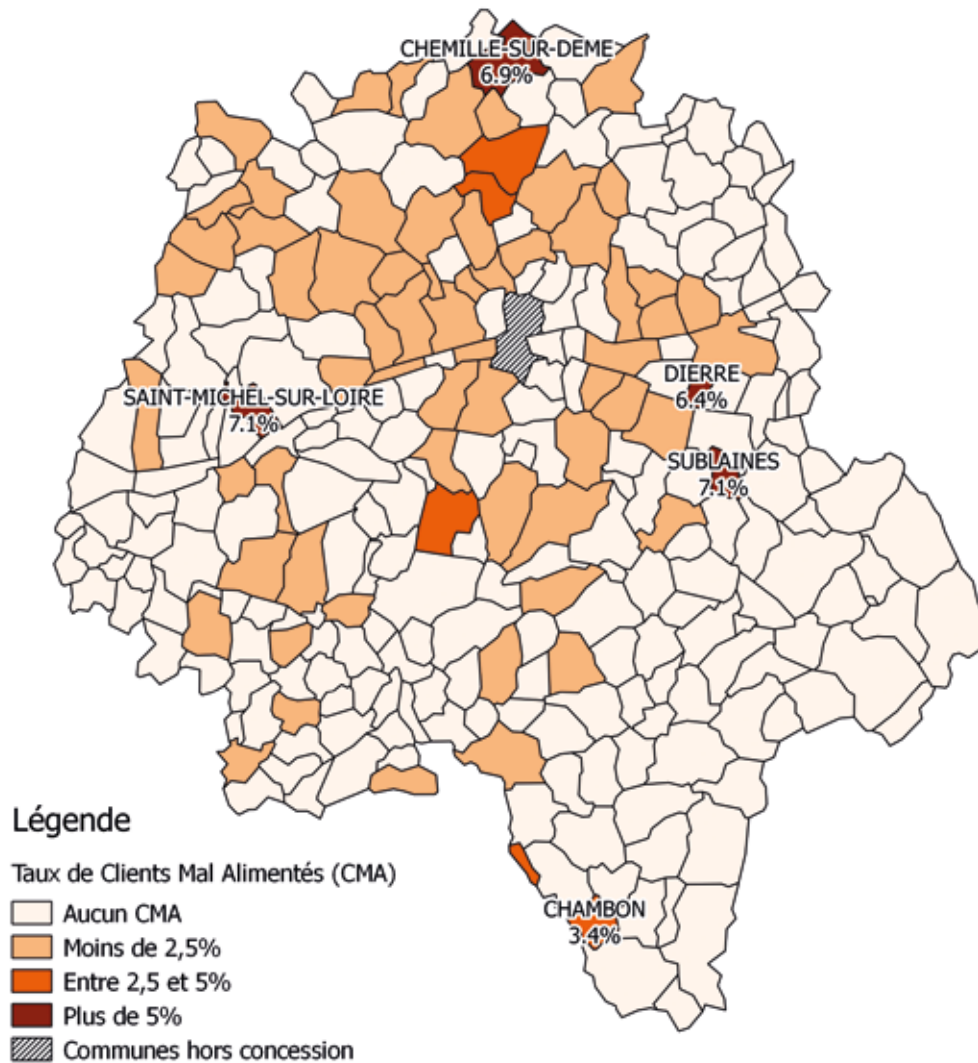 CHEMILLE-SUR-DEME
6.9%
SAINT-MICHEL-SUR-LOIRE
7.1%
DIERRE
6.4%
SUBLAINES
7.1%
CHAMBON
3.4%
Légende
Taux de Clients Mal Alimentés (CMA)
Aucun CMA
Moins de 2,5%
Entre 2,5 et 5%
Plus de 5%
Communes hors concession